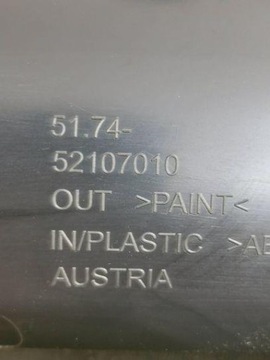 51.74-
52107010
OUT >PAINT<
IN/PLASTIC
AUSTRIA